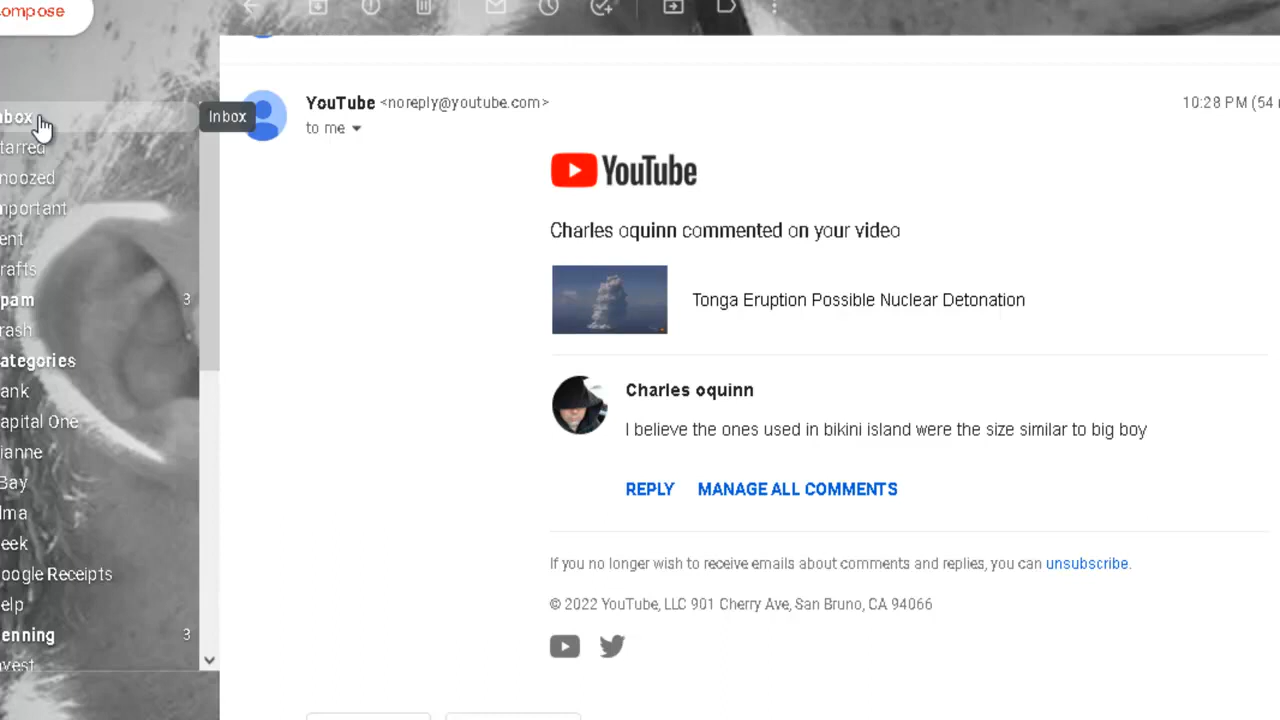 ompose
nbox
Inbox
tarred
noozed
mportant
ent
rafts
pam 3
rash
ategories
ank
apital One
ianne
Bay
lma
eek
oogle Receipts
elp
enning 3
nvest
YouTube <noreply@youtube.com>
10:28 PM (54
to me
YouTube
Charles oquinn commented on your video
Tonga Eruption Possible Nuclear Detonation
Charles oquinn
I believe the ones used in bikini island were the size similar to big boy
REPLY MANAGE ALL COMMENTS
If you no longer wish to receive emails about comments and replies, you can unsubscribe.
© 2022 YouTube, LLC 901 Cherry Ave, San Bruno, CA 94066